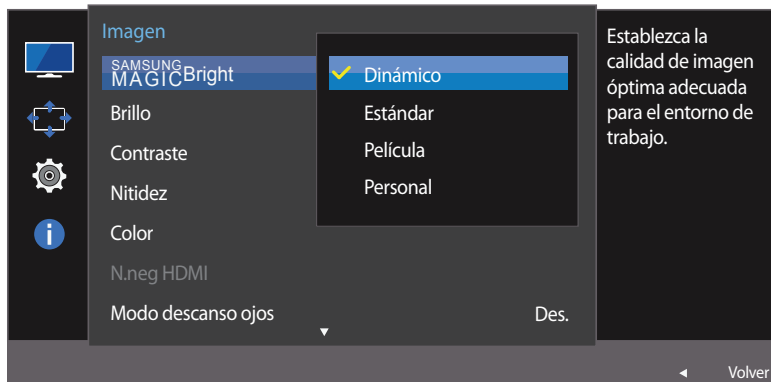 Imagen
SAMSUNG
MAGICBright
Brillo
Contraste
Nitidez
Color
N.neg HDMI
Modo descanso ojos
Des.
Dinámico
Estándar
Película
Personal
Establezca la
calidad de imagen
óptima adecuada
para el entorno de
trabajo.
Volver